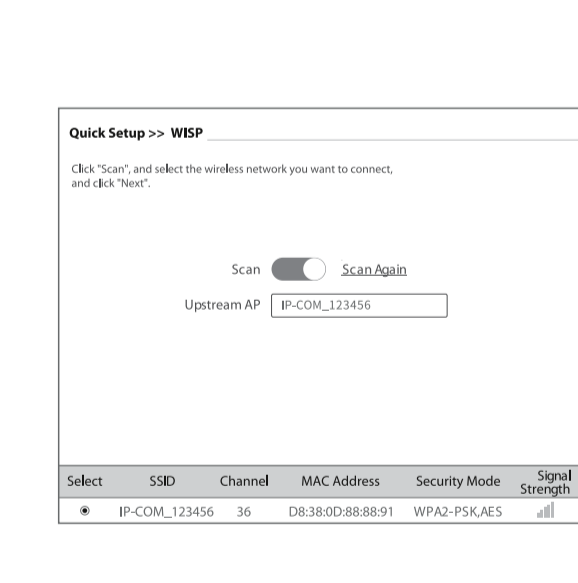 Quick Setup >> WISP
Click "Scan", and select the wireless network you want to connect,
and click "Next".
Scan Scan Again
Upstream AP IP-COM_123456
Select SSID Channel MAC Address Security Mode Signal Strength
IP-COM_123456 36 D8:38:0D:88:88:91 WPA2-PSK,AES